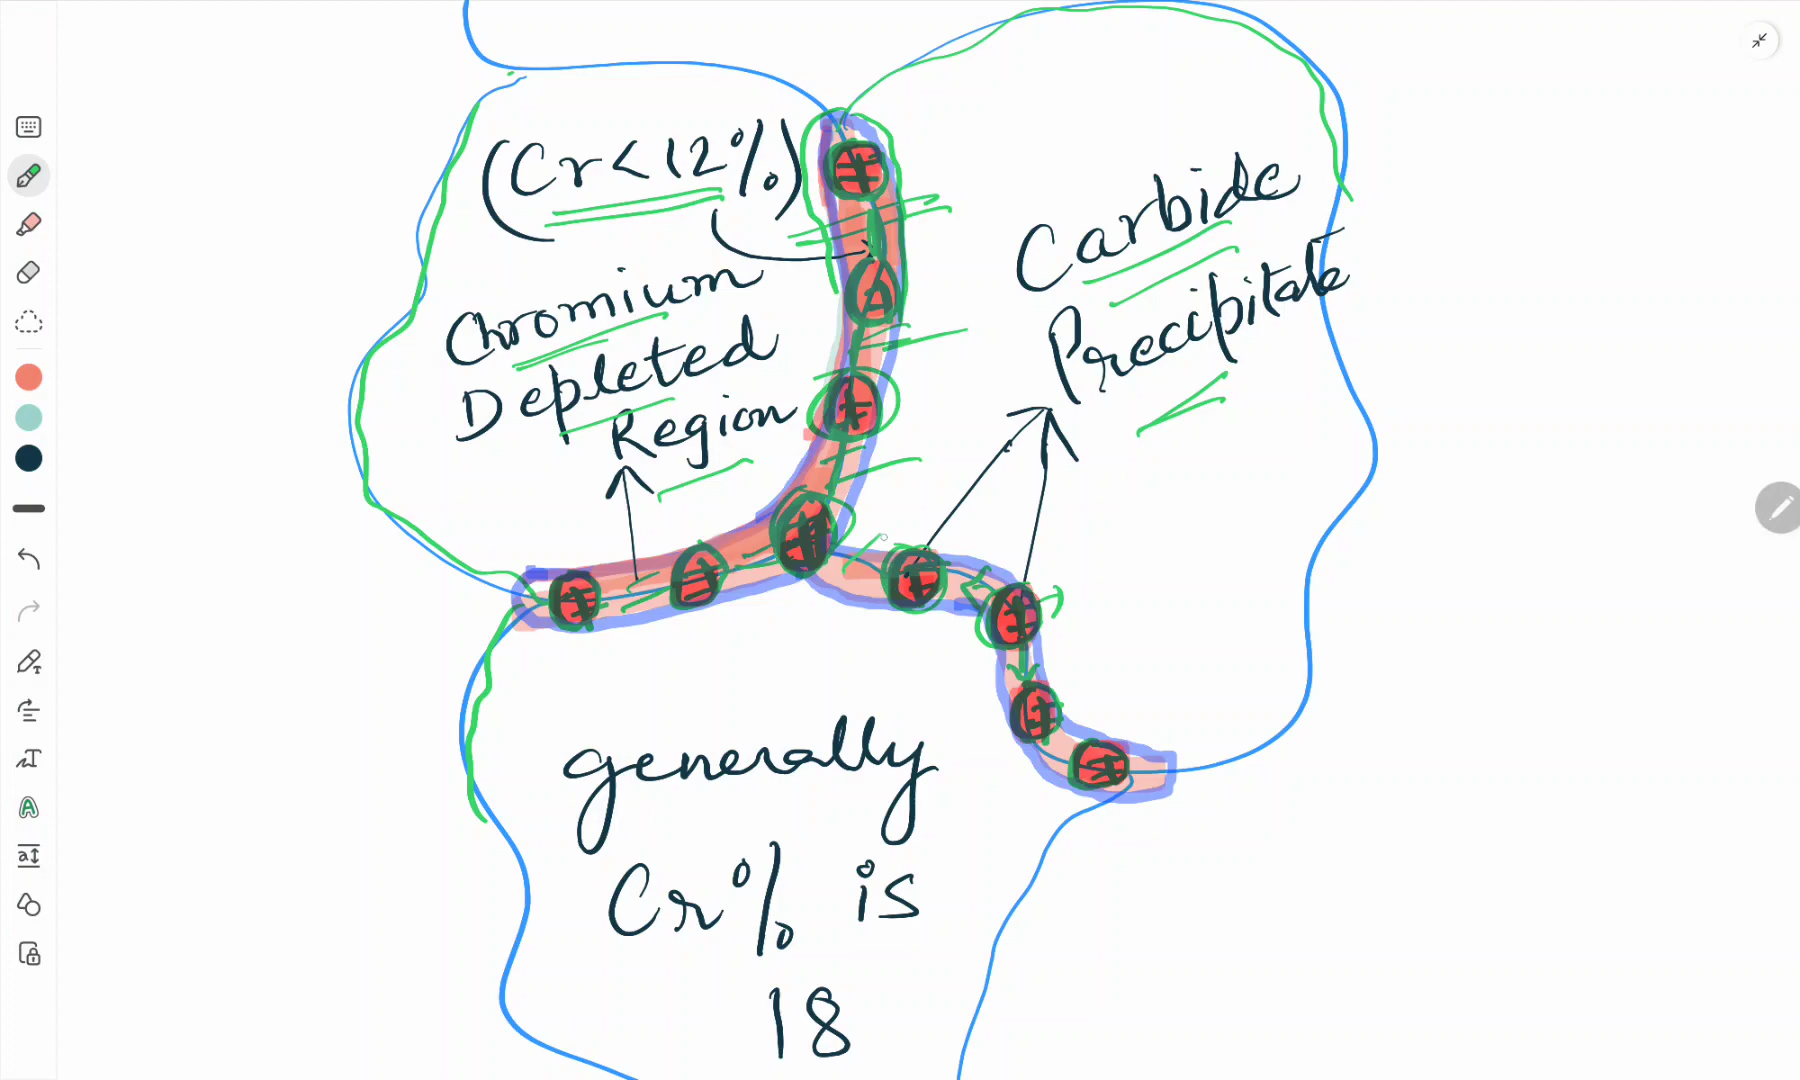 (Cr < 12%)
Chromium
Depleted
Region
Carbide
Precipitate
generally
Cr% is
18